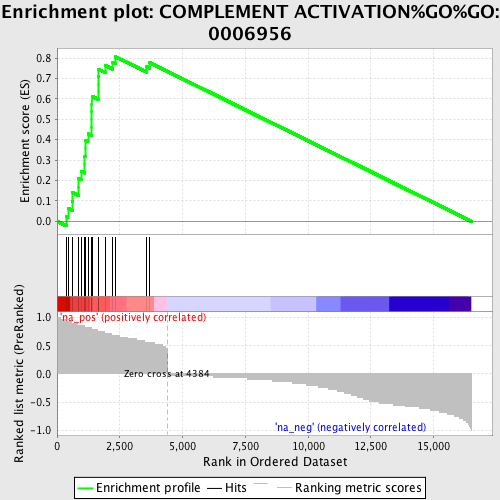 Enrichment plot: COMPLEMENT ACTIVATION%GO%GO:
0006956
Enrichment score (ES)
0.8
0.7
0.6
0.5
0.4
0.3
0.2
0.1
0.0
Ranked list metric (PreRanked)
1.0
0.5
0.0
-0.5
-1.0
'na_pos' (positively correlated)
Zero cross at 4384
'na_neg' (negatively correlated)
0 2,500 5,000 7,500 10,000 12,500 15,000
Rank in Ordered Dataset
Enrichment profile Hits Ranking metric scores